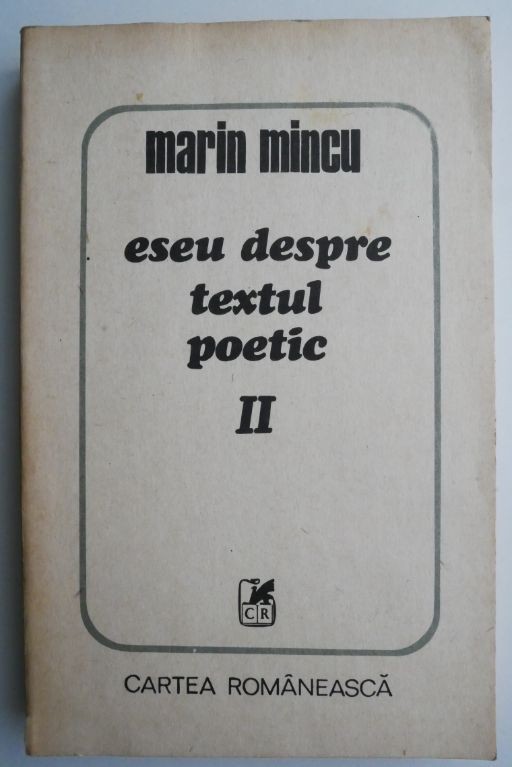 marin mincu
eseu despre
textul
poetic
II
CR
CARTEA ROMÂNEASCĂ